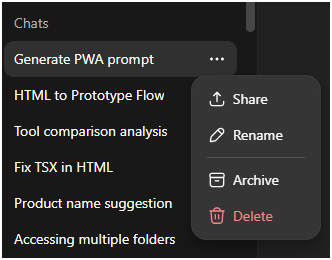 Chats
Generate PWA prompt
HTML to Prototype Flow
Tool comparison analysis
Fix TSX in HTML
Product name suggestion
Accessing multiple folders
Share
Rename
Archive
Delete